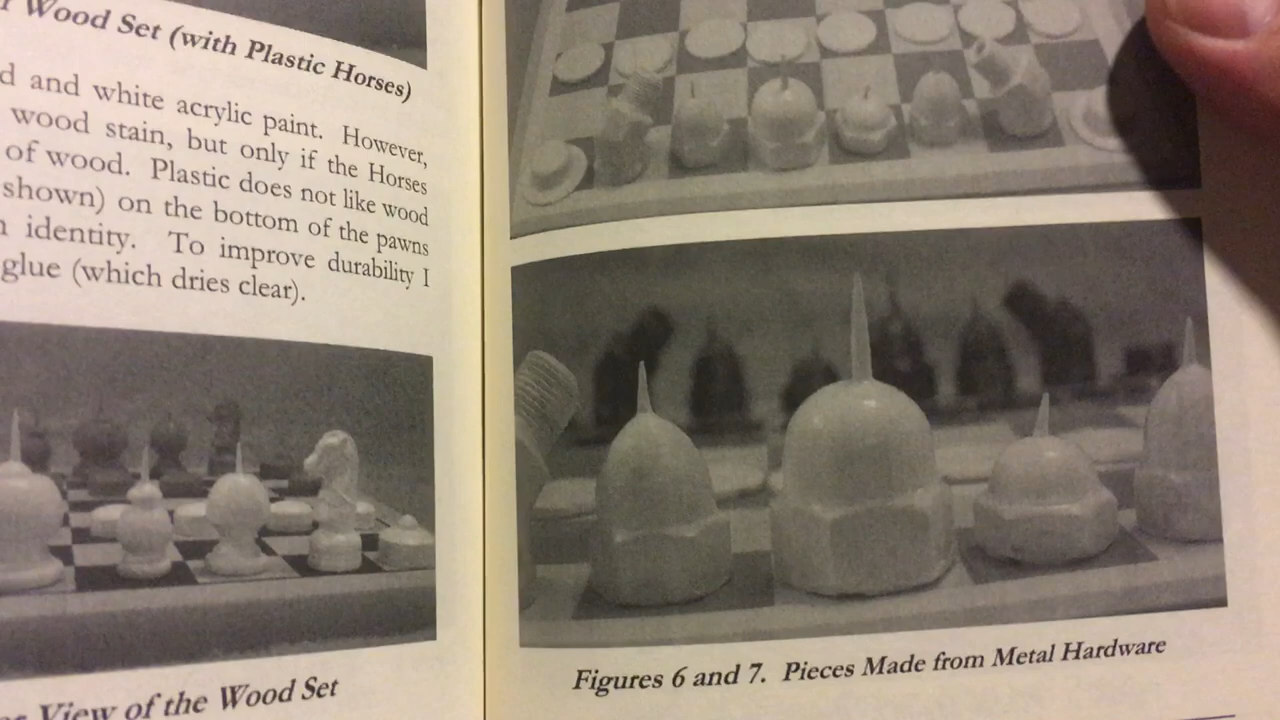 Wood Set (with Plastic Horses)
d and white acrylic paint. However,
wood stain, but only if the Horses
of wood. Plastic does not like wood
shown) on the bottom of the pawns
identity. To improve durability I
glue (which dries clear).
View of the Wood Set
Figures 6 and 7. Pieces Made from Metal Hardware